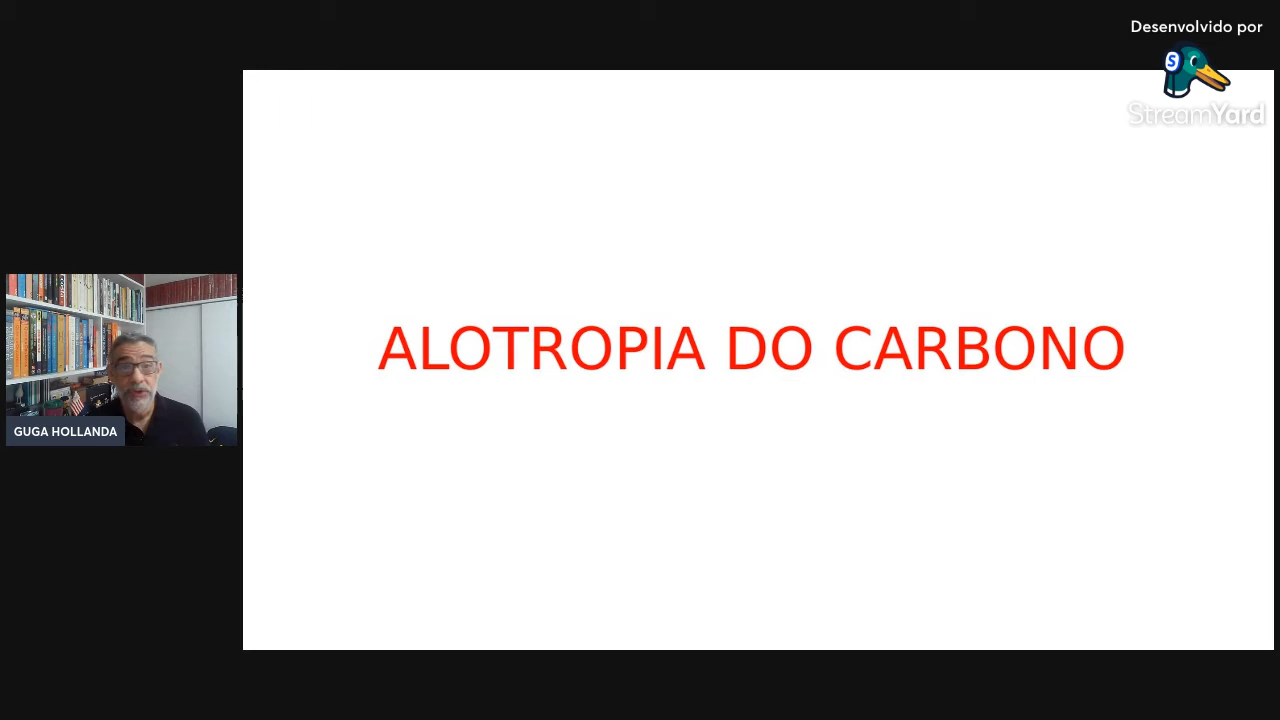 Desenvolvido por
S
StreamYard
ALOTROPIA DO CARBONO
GUGA HOLLANDA